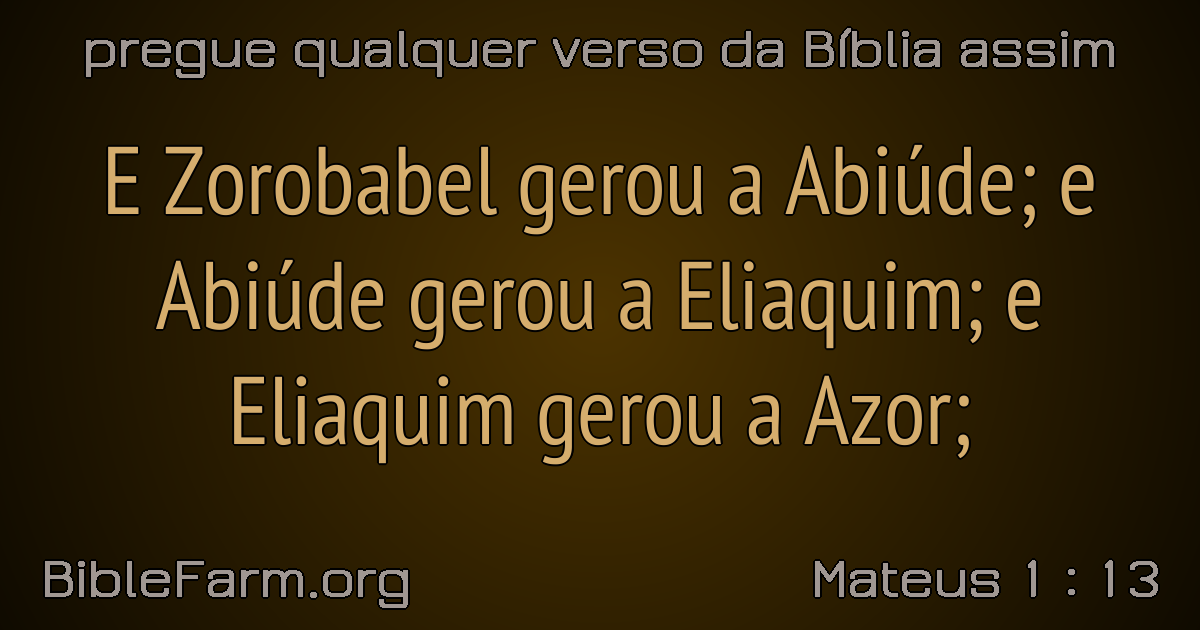 pregue qualquer verso da Bíblia assim
E Zorobabel gerou a Abiúde; e
Abiúde gerou a Eliaquim; e
Eliaquim gerou a Azor;
BibleFarm.org
Mateus 1 : 13